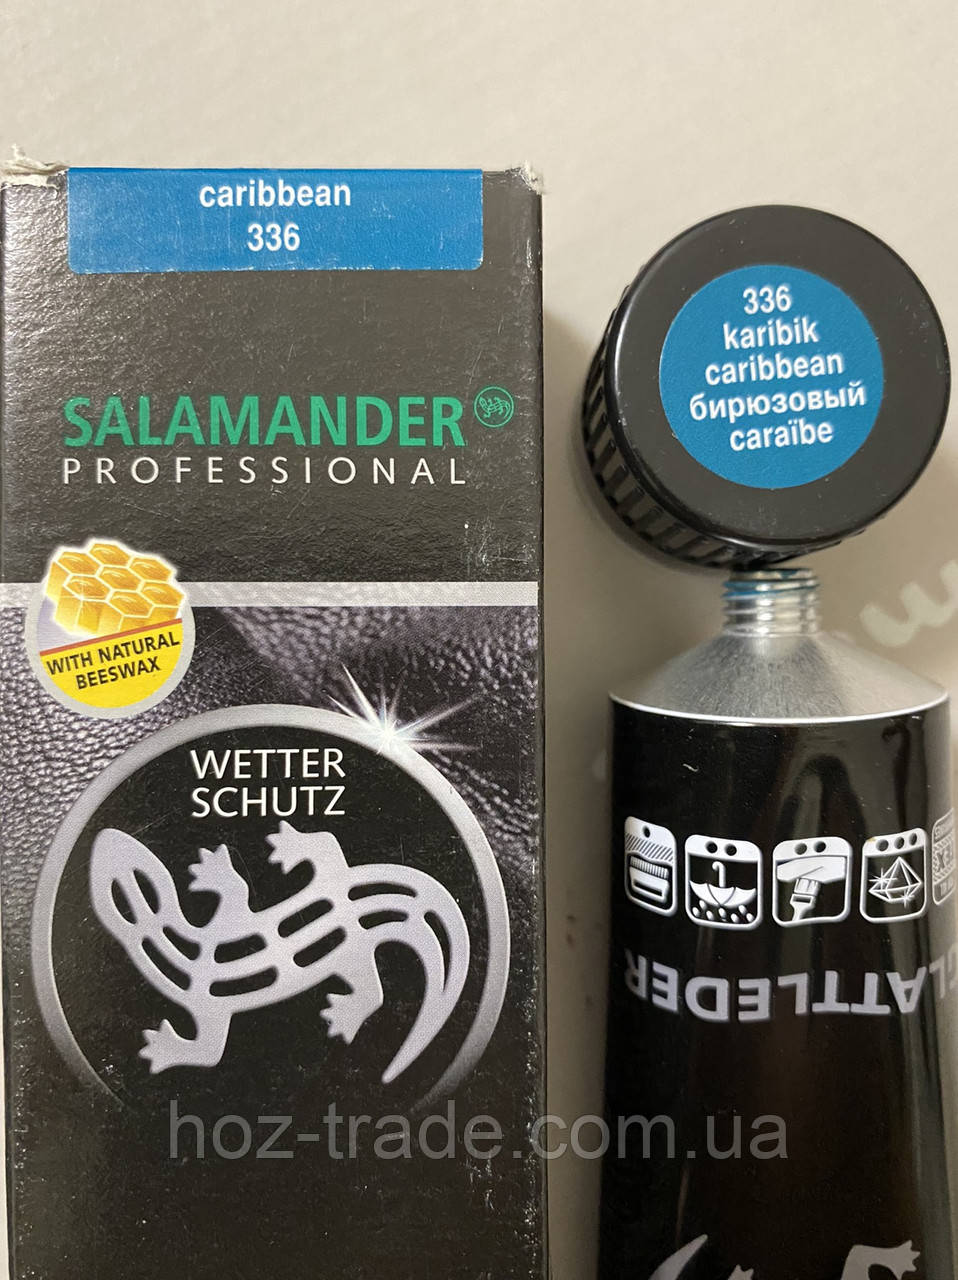 caribbean
336
SALAMANDER
PROFESSIONAL
WITH NATURAL
BEESWAX
WETTER
SCHUTZ
336
karibik
caribbean
бирюзовый
caraïbe
GLATTLEDER
hoz-trade.com.ua